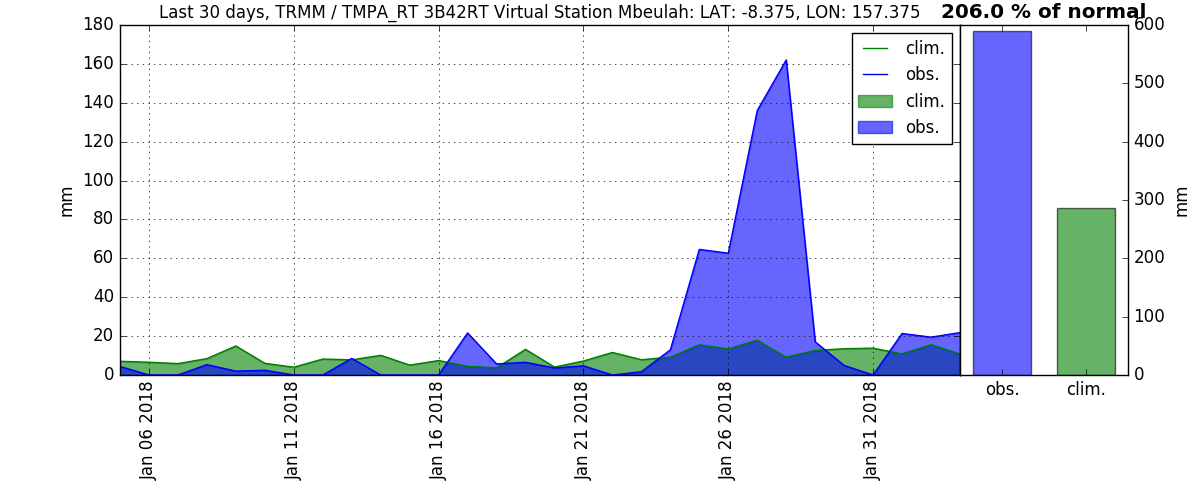 Last 30 days, TRMM / TMPA_RT 3B42RT Virtual Station Mbeulah: LAT: -8.375, LON: 157.375
206.0 % of normal
180
160
140
120
100
80
60
40
20
0
mm
clim.
obs.
clim.
obs.
Jan 06 2018
Jan 11 2018
Jan 16 2018
Jan 21 2018
Jan 26 2018
Jan 31 2018
600
500
400
300
200
100
0
mm
obs.
clim.